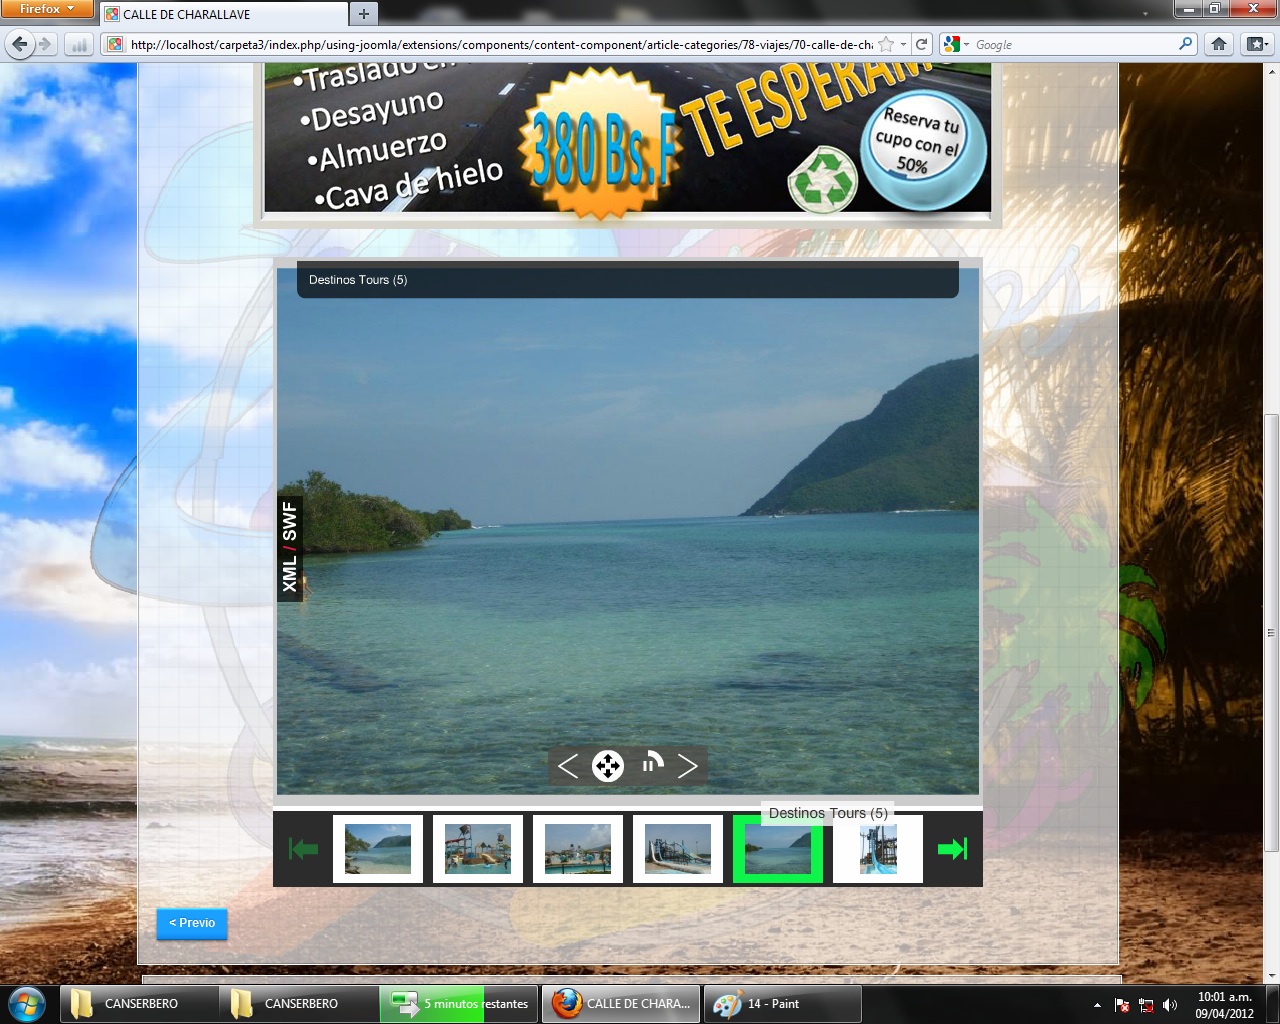 Firefox
CALLE DE CHARALLAVE
http://localhost/carpeta3/index.php/using-joomla/extensions/components/content-component/article-categories/78-viajes/70-calle-de-cha
Google
•Traslado en
•Desayuno
•Almuerzo
•Cava de hielo
380 Bs.F
TE ESPERAMO
Reserva tu
cupo con el
50%
Destinos Tours (5)
XML / SWF
Destinos Tours (5)
< Previo
CANSERBERO
CANSERBERO
5 minutos restantes
CALLE DE CHARA...
14 - Paint
10:01 a.m.
09/04/2012